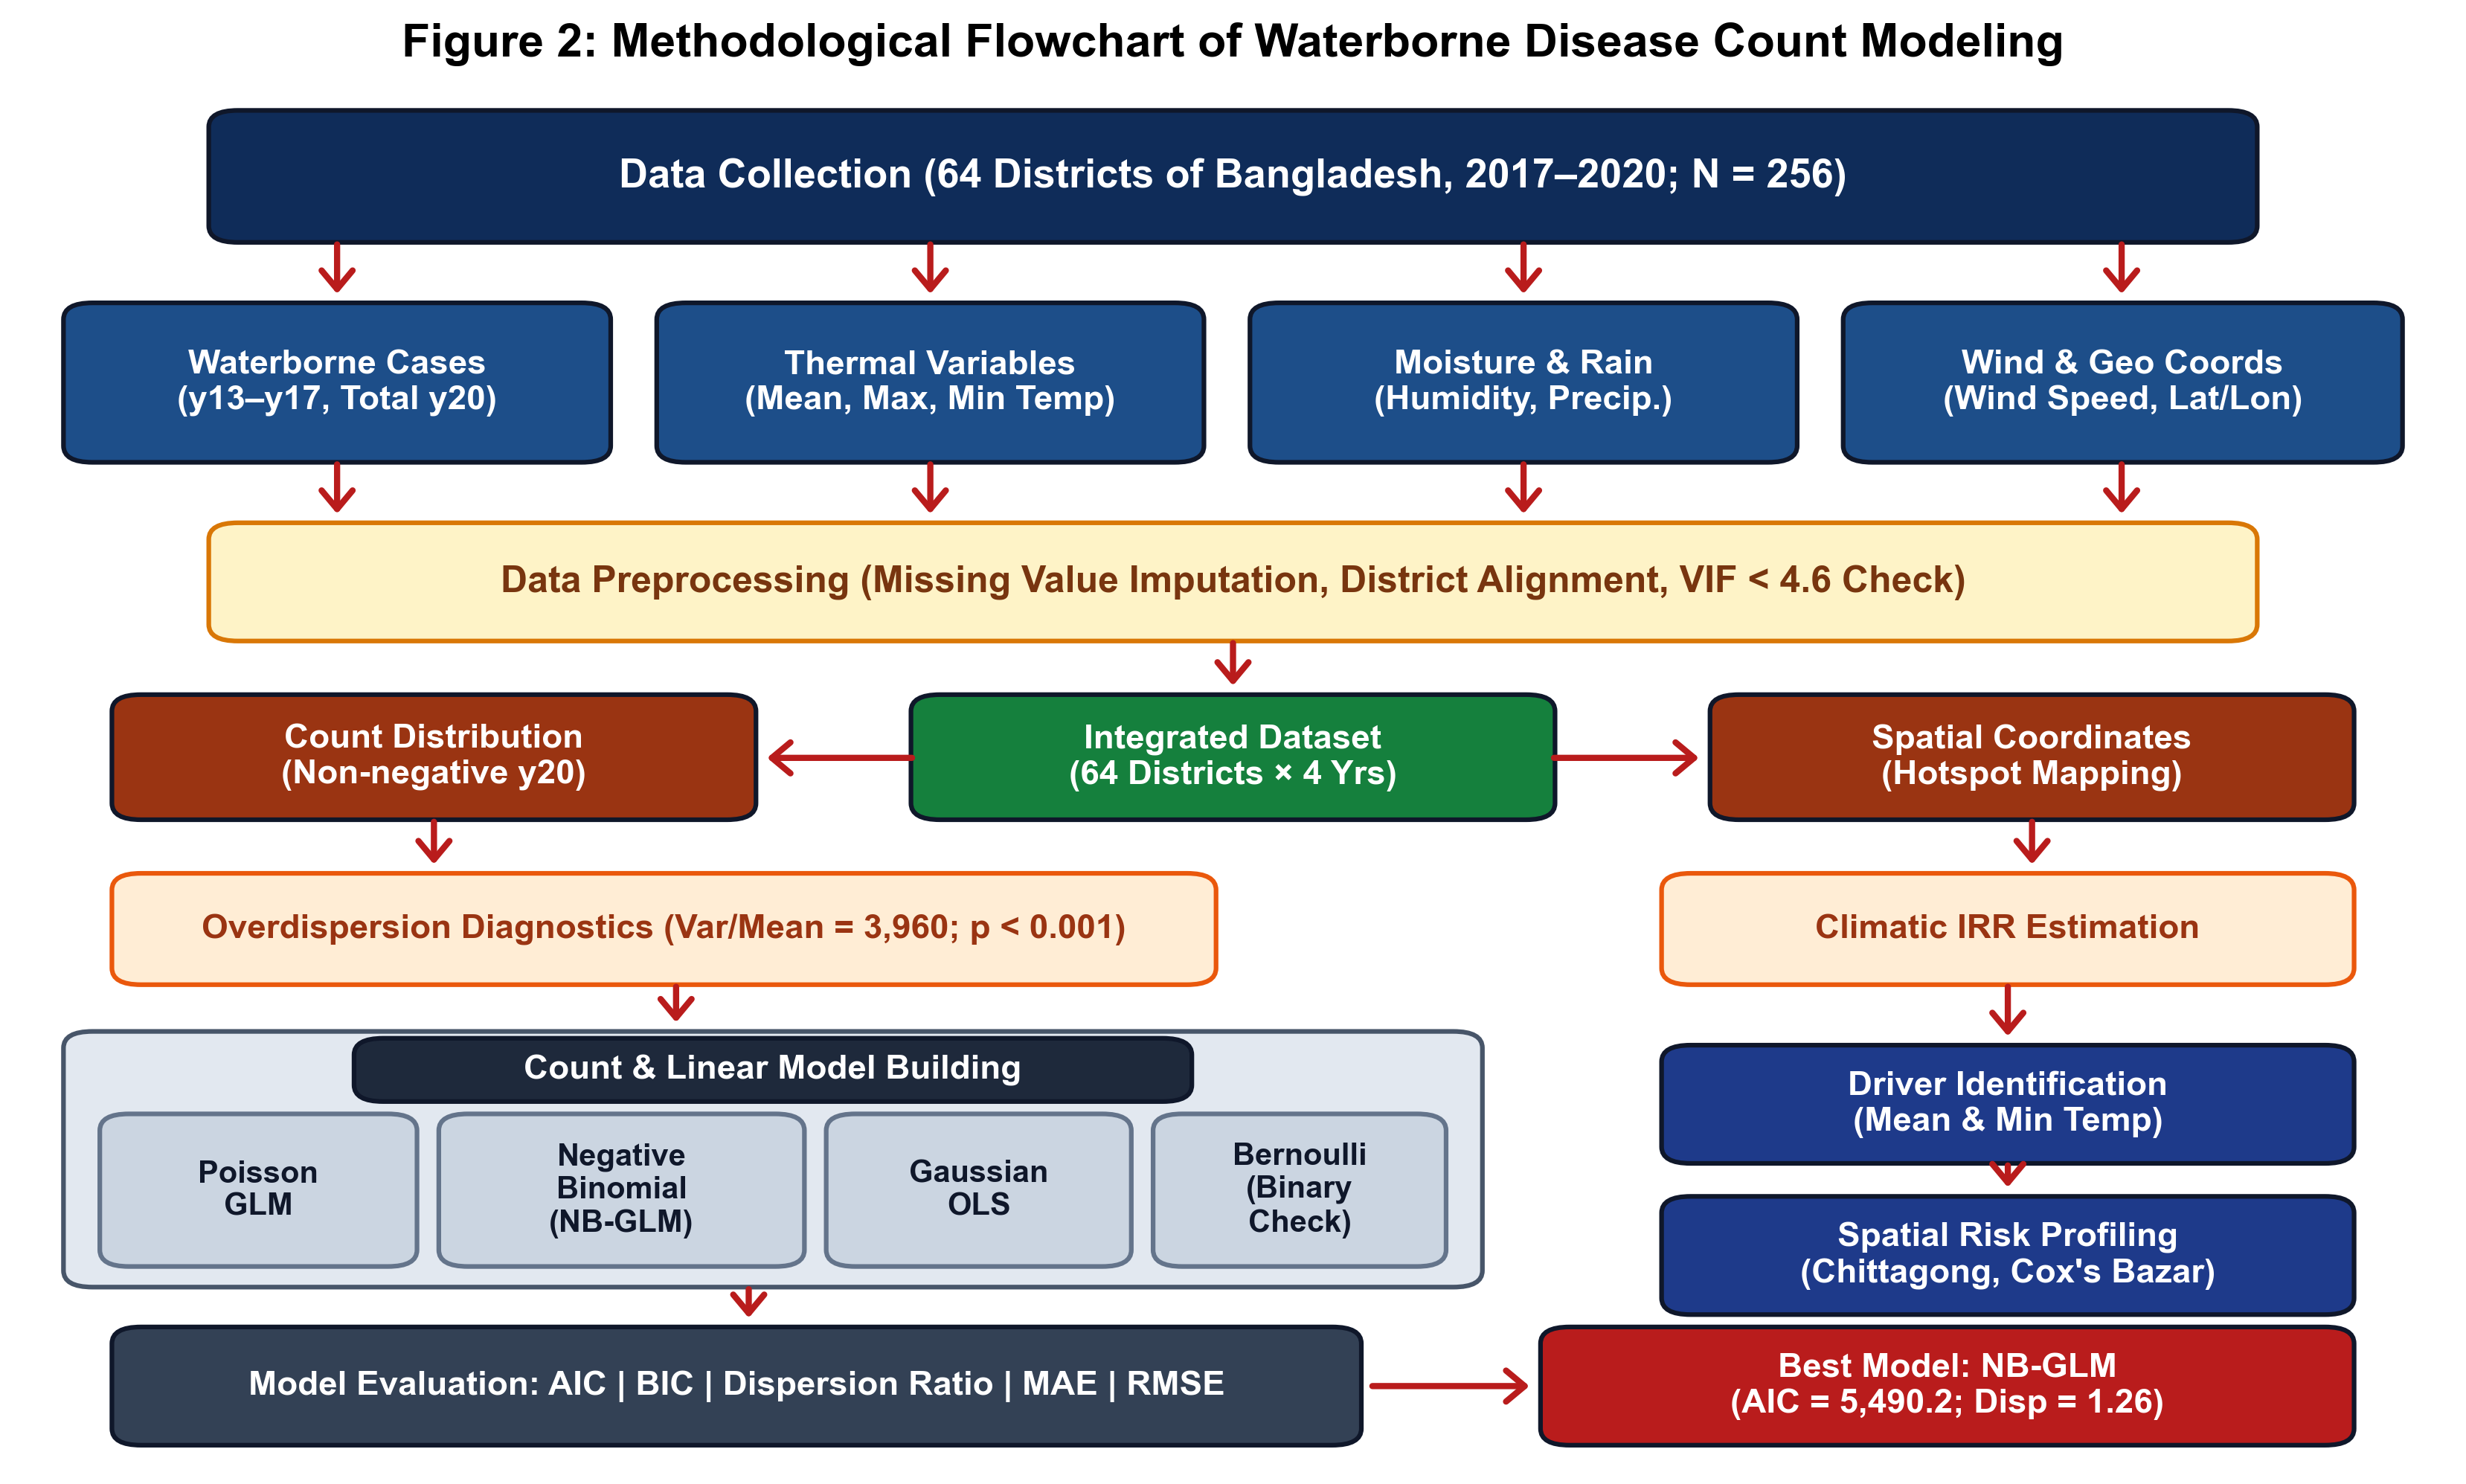 Figure 2: Methodological Flowchart of Waterborne Disease Count Modeling
Data Collection (64 Districts of Bangladesh, 2017–2020; N = 256)
Waterborne Cases
(y13–y17, Total y20)
Thermal Variables
(Mean, Max, Min Temp)
Moisture & Rain
(Humidity, Precip.)
Wind & Geo Coords
(Wind Speed, Lat/Lon)
Data Preprocessing (Missing Value Imputation, District Alignment, VIF < 4.6 Check)
Count Distribution
(Non-negative y20)
Integrated Dataset
(64 Districts × 4 Yrs)
Spatial Coordinates
(Hotspot Mapping)
Overdispersion Diagnostics (Var/Mean = 3,960; p < 0.001)
Climatic IRR Estimation
Count & Linear Model Building
Poisson
GLM
Negative
Binomial
(NB-GLM)
Gaussian
OLS
Bernoulli
(Binary
Check)
Driver Identification
(Mean & Min Temp)
Spatial Risk Profiling
(Chittagong, Cox's Bazar)
Model Evaluation: AIC | BIC | Dispersion Ratio | MAE | RMSE
Best Model: NB-GLM
(AIC = 5,490.2; Disp = 1.26)